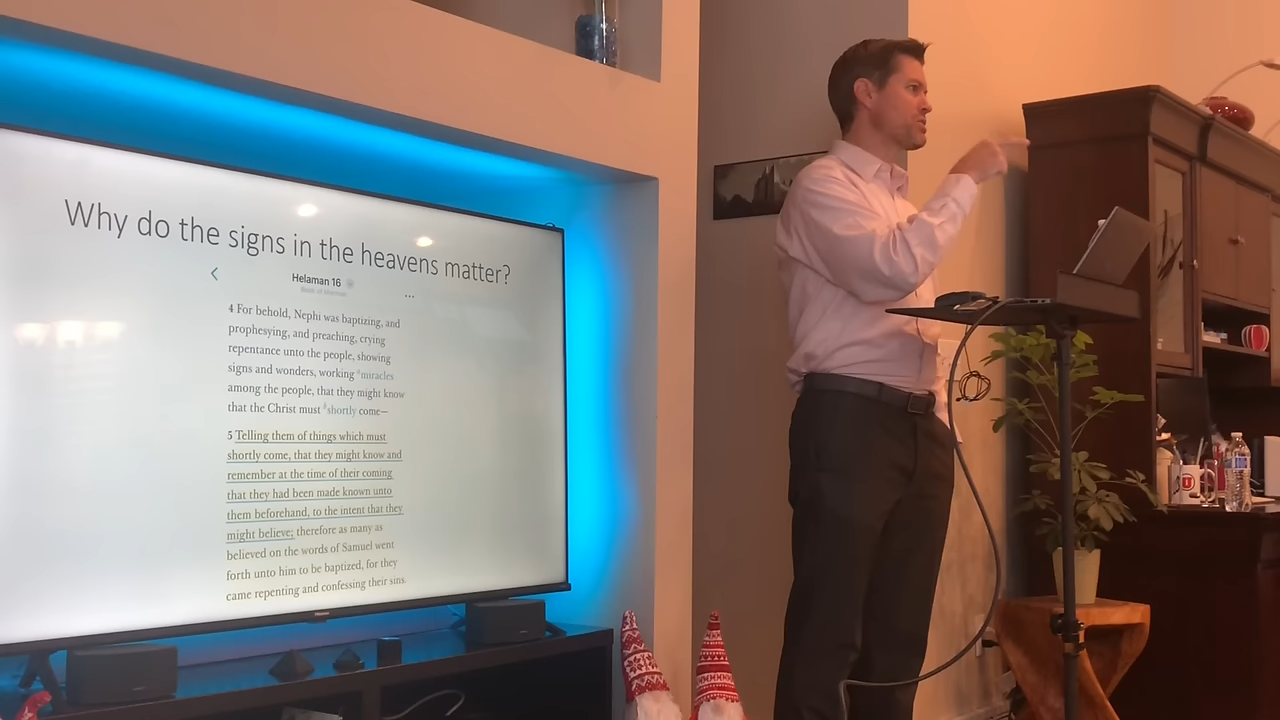 Why do the signs in the heavens matter?
Helaman 16
4 For behold, Nephi was baptizing, and
prophesying, and preaching, crying
repentance unto the people, showing
signs and wonders, working a miracles
among the people, that they might know
that the Christ must b shortly come—
5 Telling them of things which must
shortly come, that they might know and
remember at the time of their coming
that they had been made known unto
them beforehand, to the intent that they
might believe; therefore as many as
believed on the words of Samuel went
forth unto him to be baptized, for they
came repenting and confessing their sins.
Hisense
U